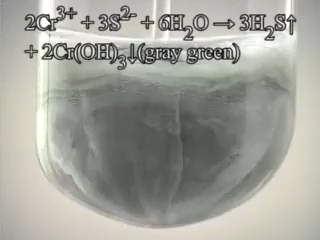 2Cr³⁺ + 3S²⁻ + 6H₂O → 3H₂S↑
+ 2Cr(OH)₃↓(gray green)